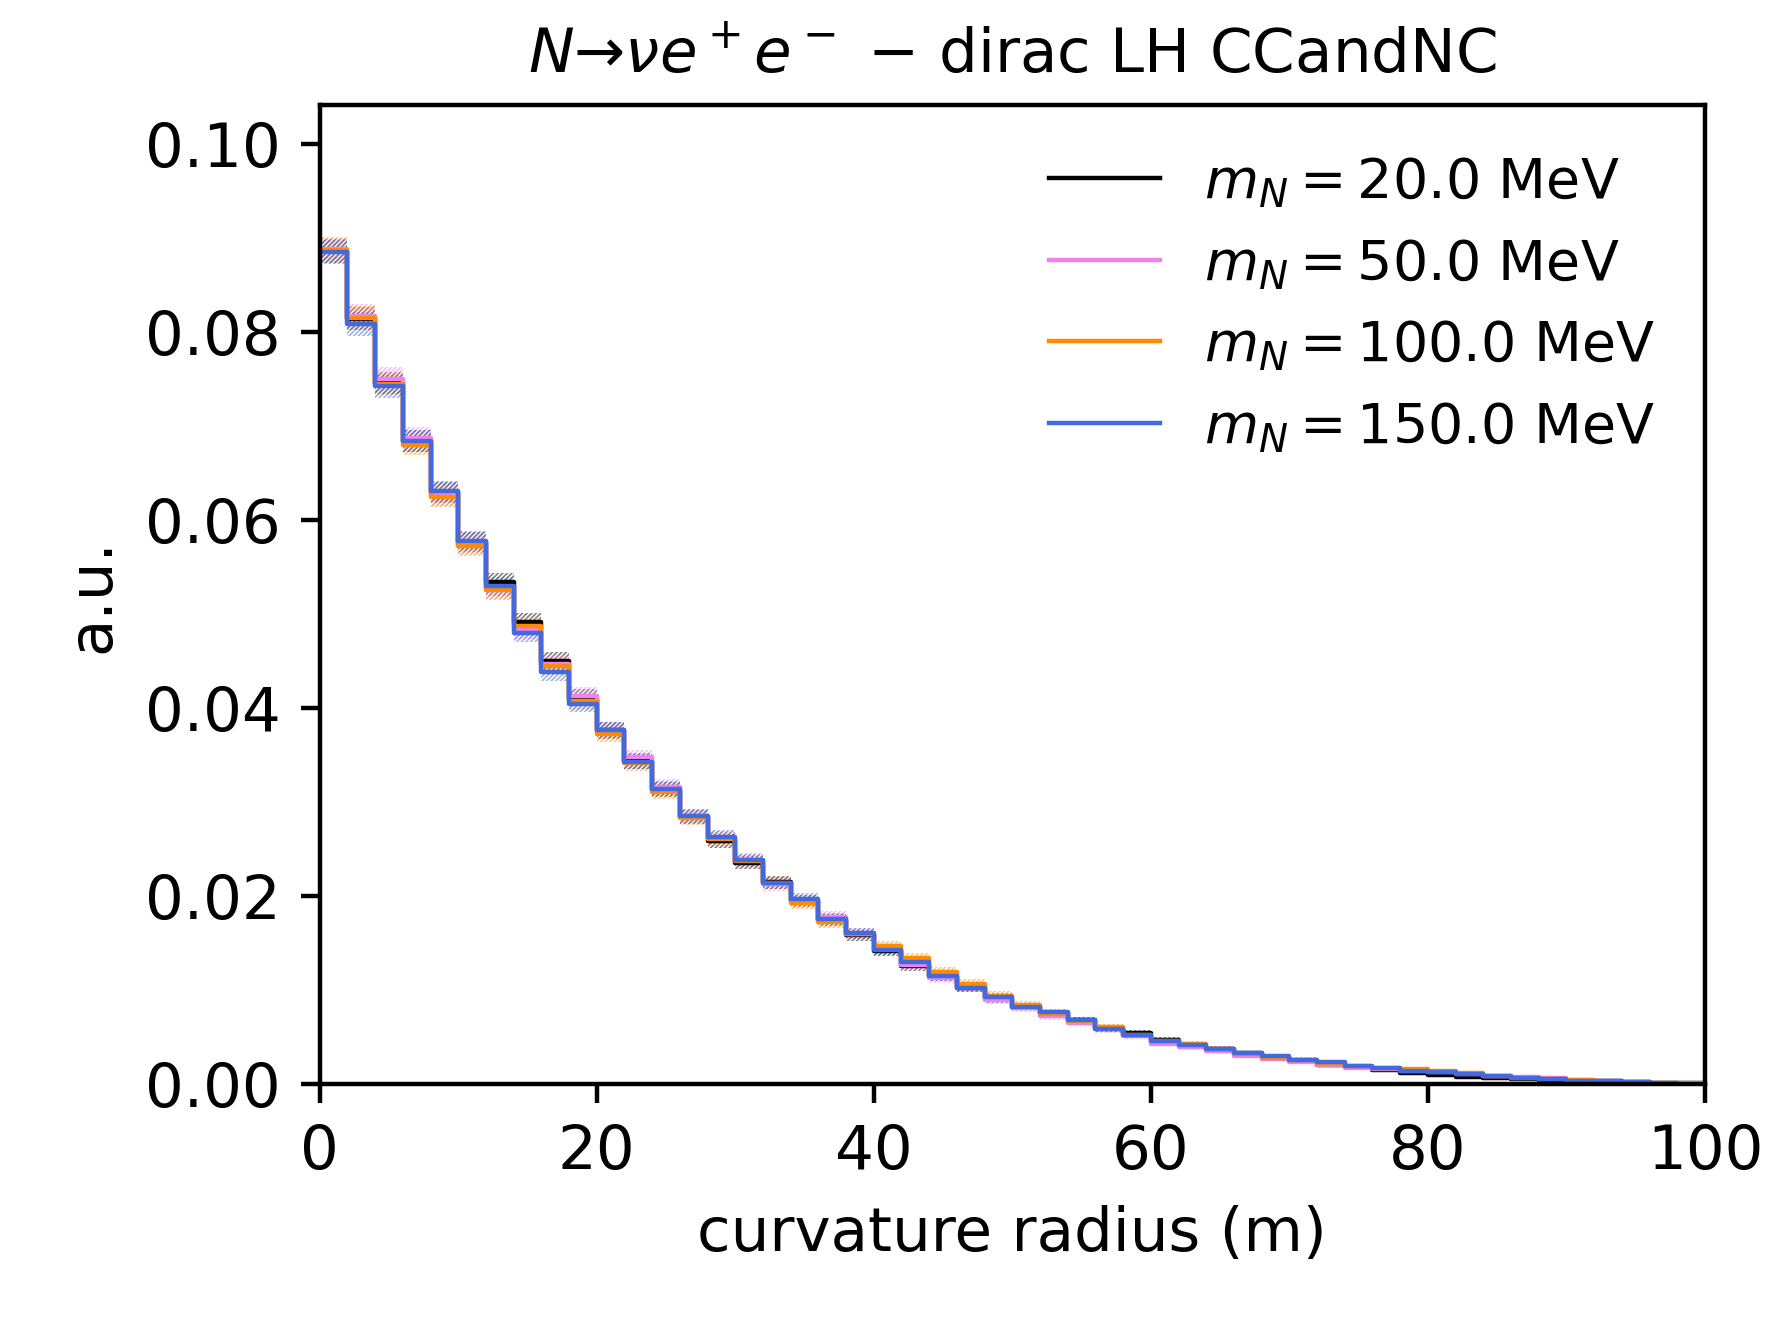 N→νe⁺e⁻ − dirac LH CCandNC
0.10
0.08
0.06
0.04
0.02
0.00
a.u.
m_N = 20.0 MeV
m_N = 50.0 MeV
m_N = 100.0 MeV
m_N = 150.0 MeV
0 20 40 60 80 100
curvature radius (m)